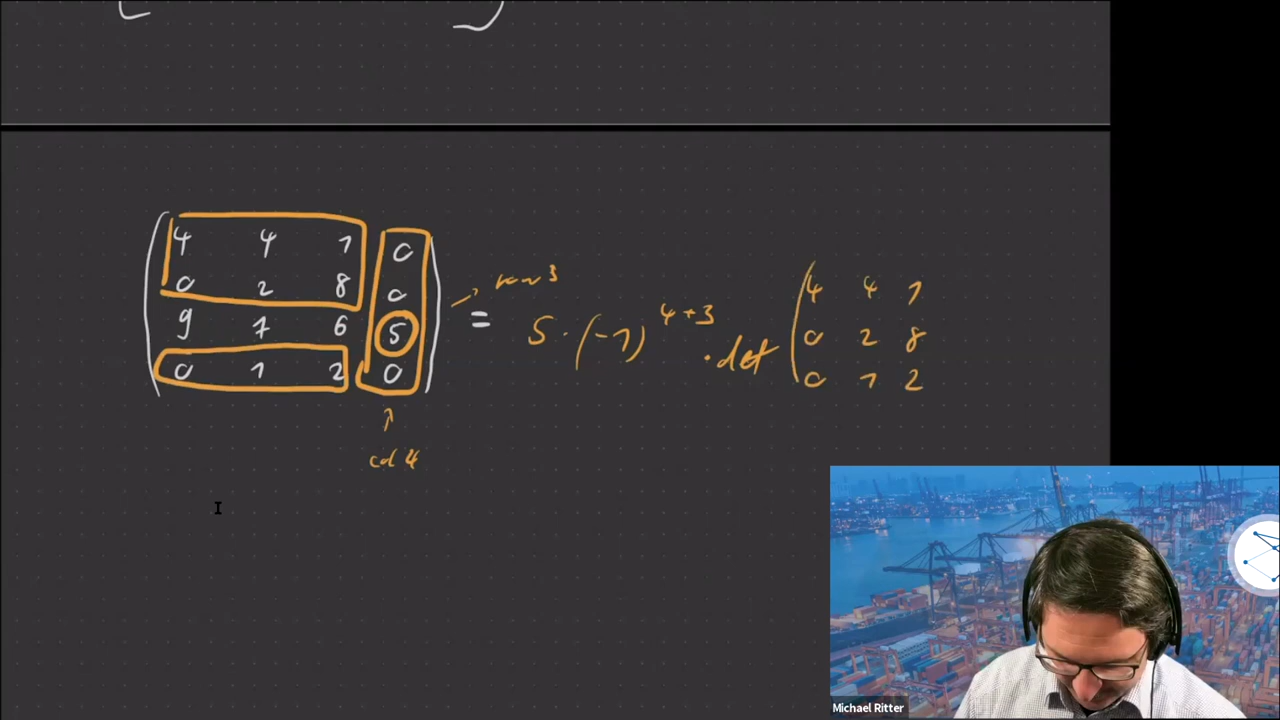 4 4 1 0
0 2 8 0
9 7 6 5
0 1 2 0
row 3
= 5 · (-1)^{4+3} · det
4 4 1
0 2 8
0 1 2
↑
col 4
Michael Ritter